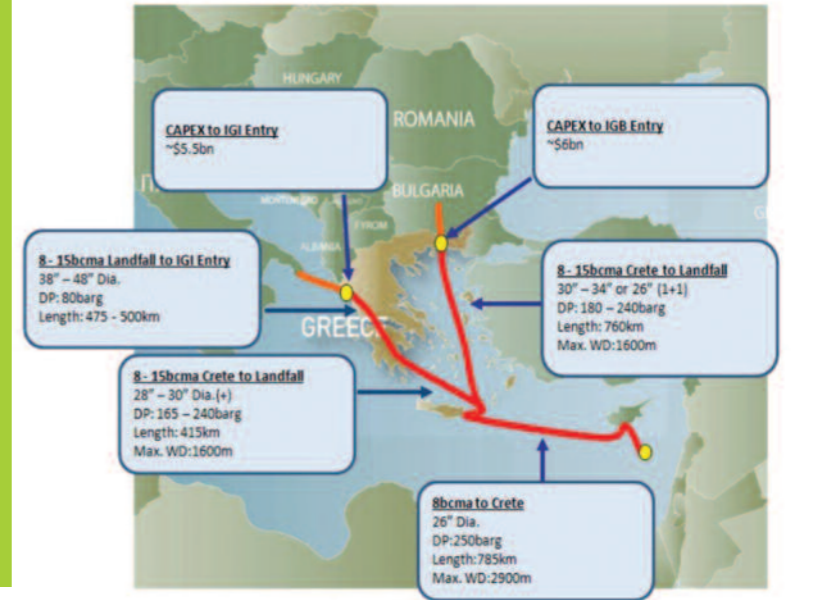 HUNGARY
ROMANIA
CAPEX to IGI Entry
~$5.5bn
CAPEX to IGB Entry
~$6bn
BULGARIA
FYROM
ALBANIA
8 - 15bcma Landfall to IGI Entry
38" – 48" Dia.
DP: 80barg
Length: 475 - 500km
8 - 15bcma Crete to Landfall
30" – 34" or 26" (1+1)
DP: 180 – 240barg
Length: 760km
Max. WD:1600m
GREECE
8 - 15bcma Crete to Landfall
28" – 30" Dia.(+)
DP: 165 – 240barg
Length: 415km
Max. WD:1600m
8bcma to Crete
26" Dia.
DP:250barg
Length:785km
Max. WD:2900m